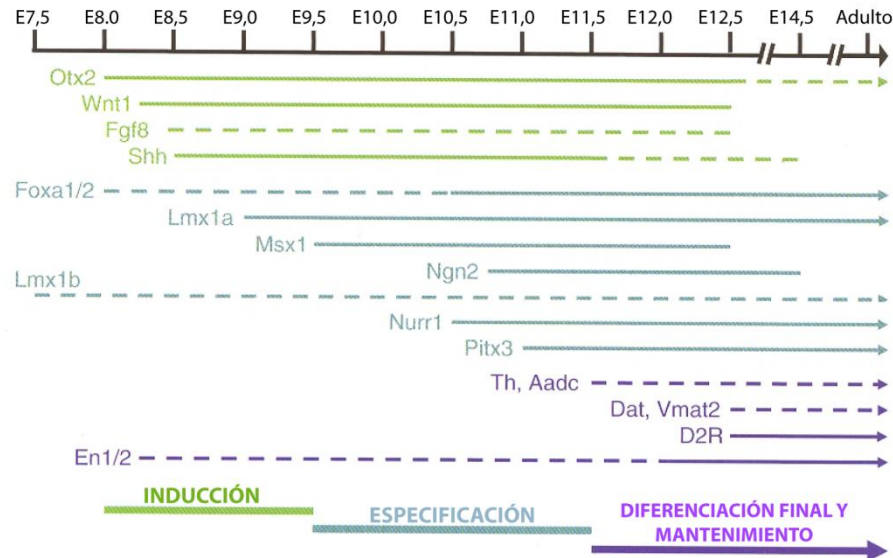 E7,5 E8.0 E8,5 E9,0 E9,5 E10,0 E10,5 E11,0 E11,5 E12,0 E12,5 E14,5 Adulto
Otx2
Wnt1
Fgf8
Shh
Foxa1/2
Lmx1a
Msx1
Ngn2
Lmx1b
Nurr1
Pitx3
Th, Aadc
Dat, Vmat2
D2R
En1/2
INDUCCIÓN
ESPECIFICACIÓN
DIFERENCIACIÓN FINAL Y
MANTENIMIENTO